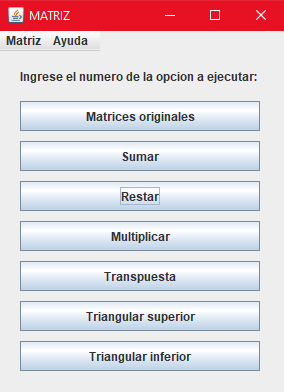 MATRIZ
Matriz Ayuda
Ingrese el numero de la opcion a ejecutar:
Matrices originales
Sumar
Restar
Multiplicar
Transpuesta
Triangular superior
Triangular inferior